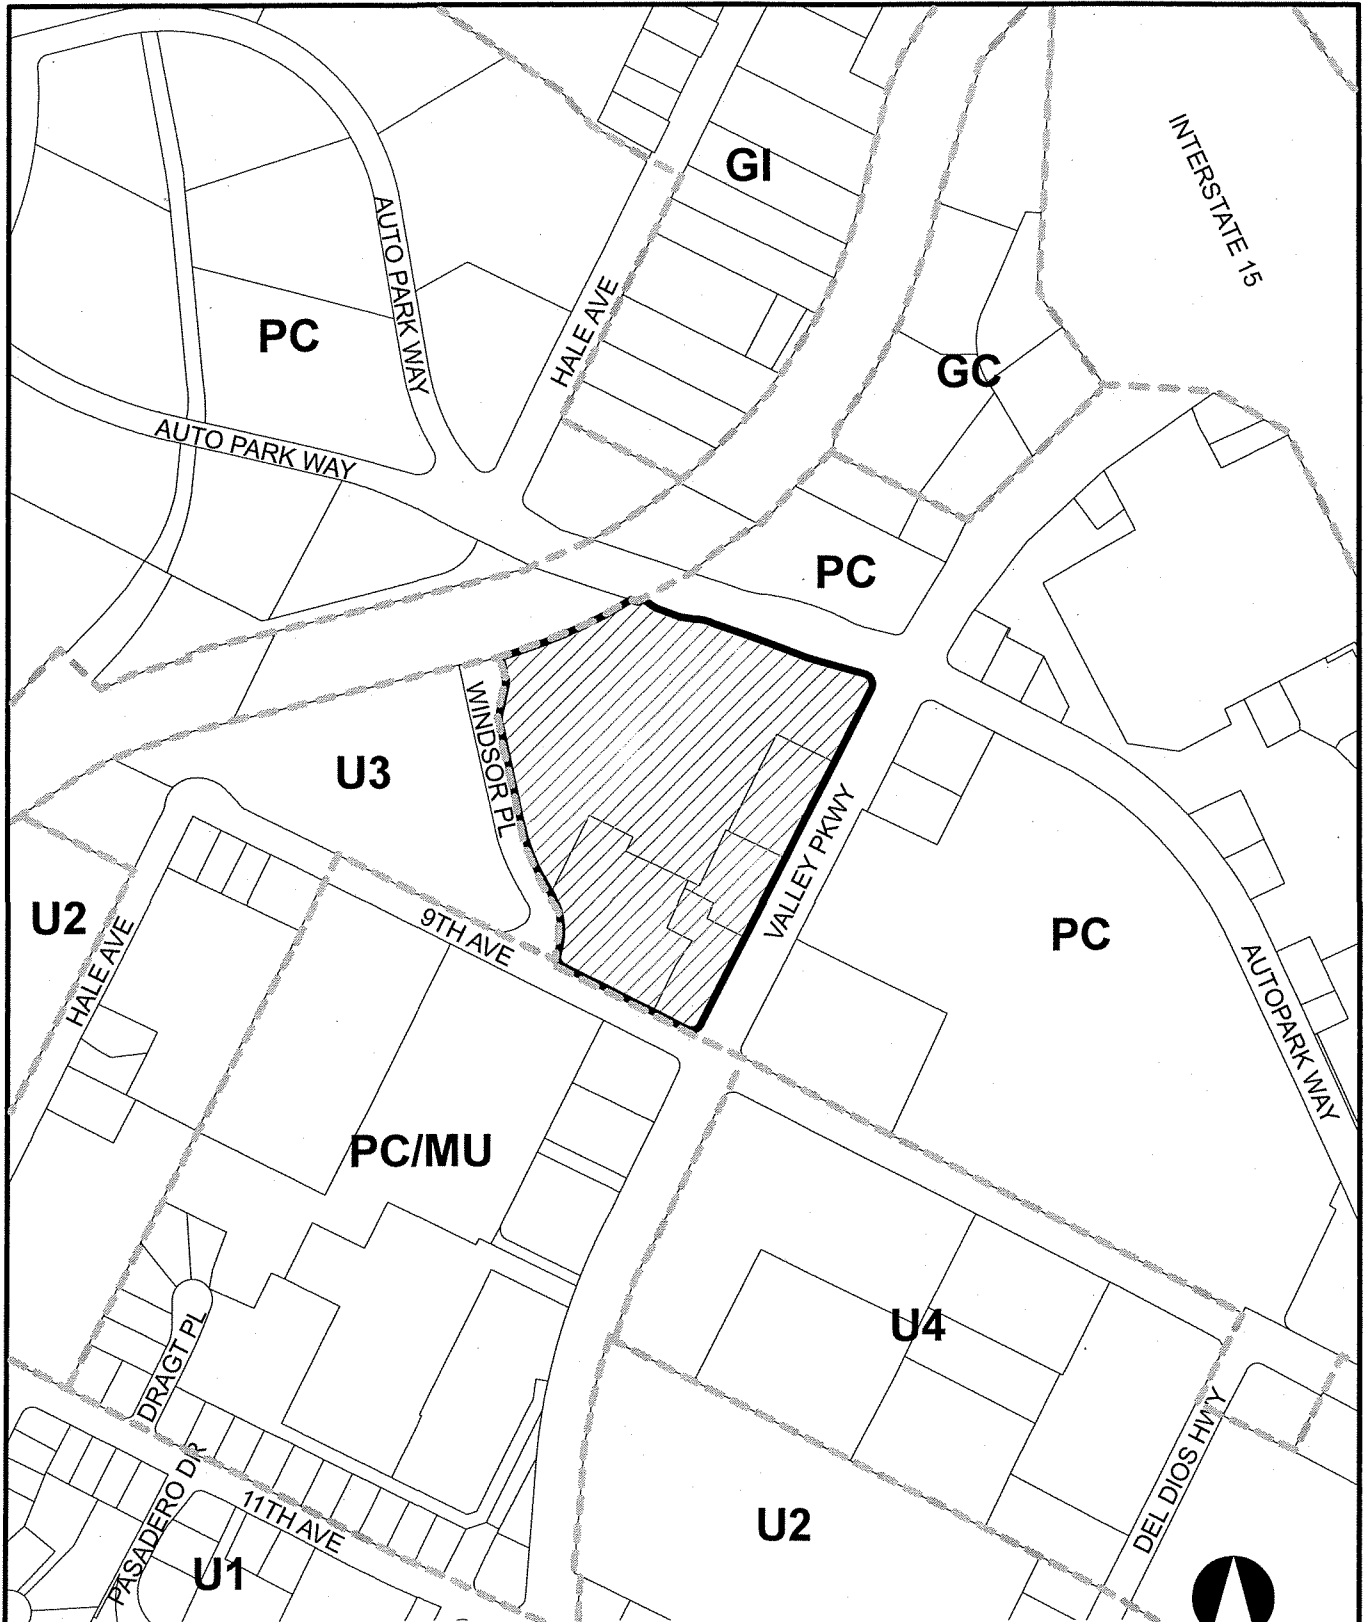 GI
INTERSTATE 15
AUTO PARK WAY
HALE AVE
PC
GC
AUTO PARK WAY
PC
WINDSOR PL
U3
VALLEY PKWY
U2
HALE AVE
9TH AVE
PC
AUTOPARK WAY
PC/MU
U4
DRAGT PL
DEL DIOS HWY
PASADERO DR
11TH AVE
U2
U1